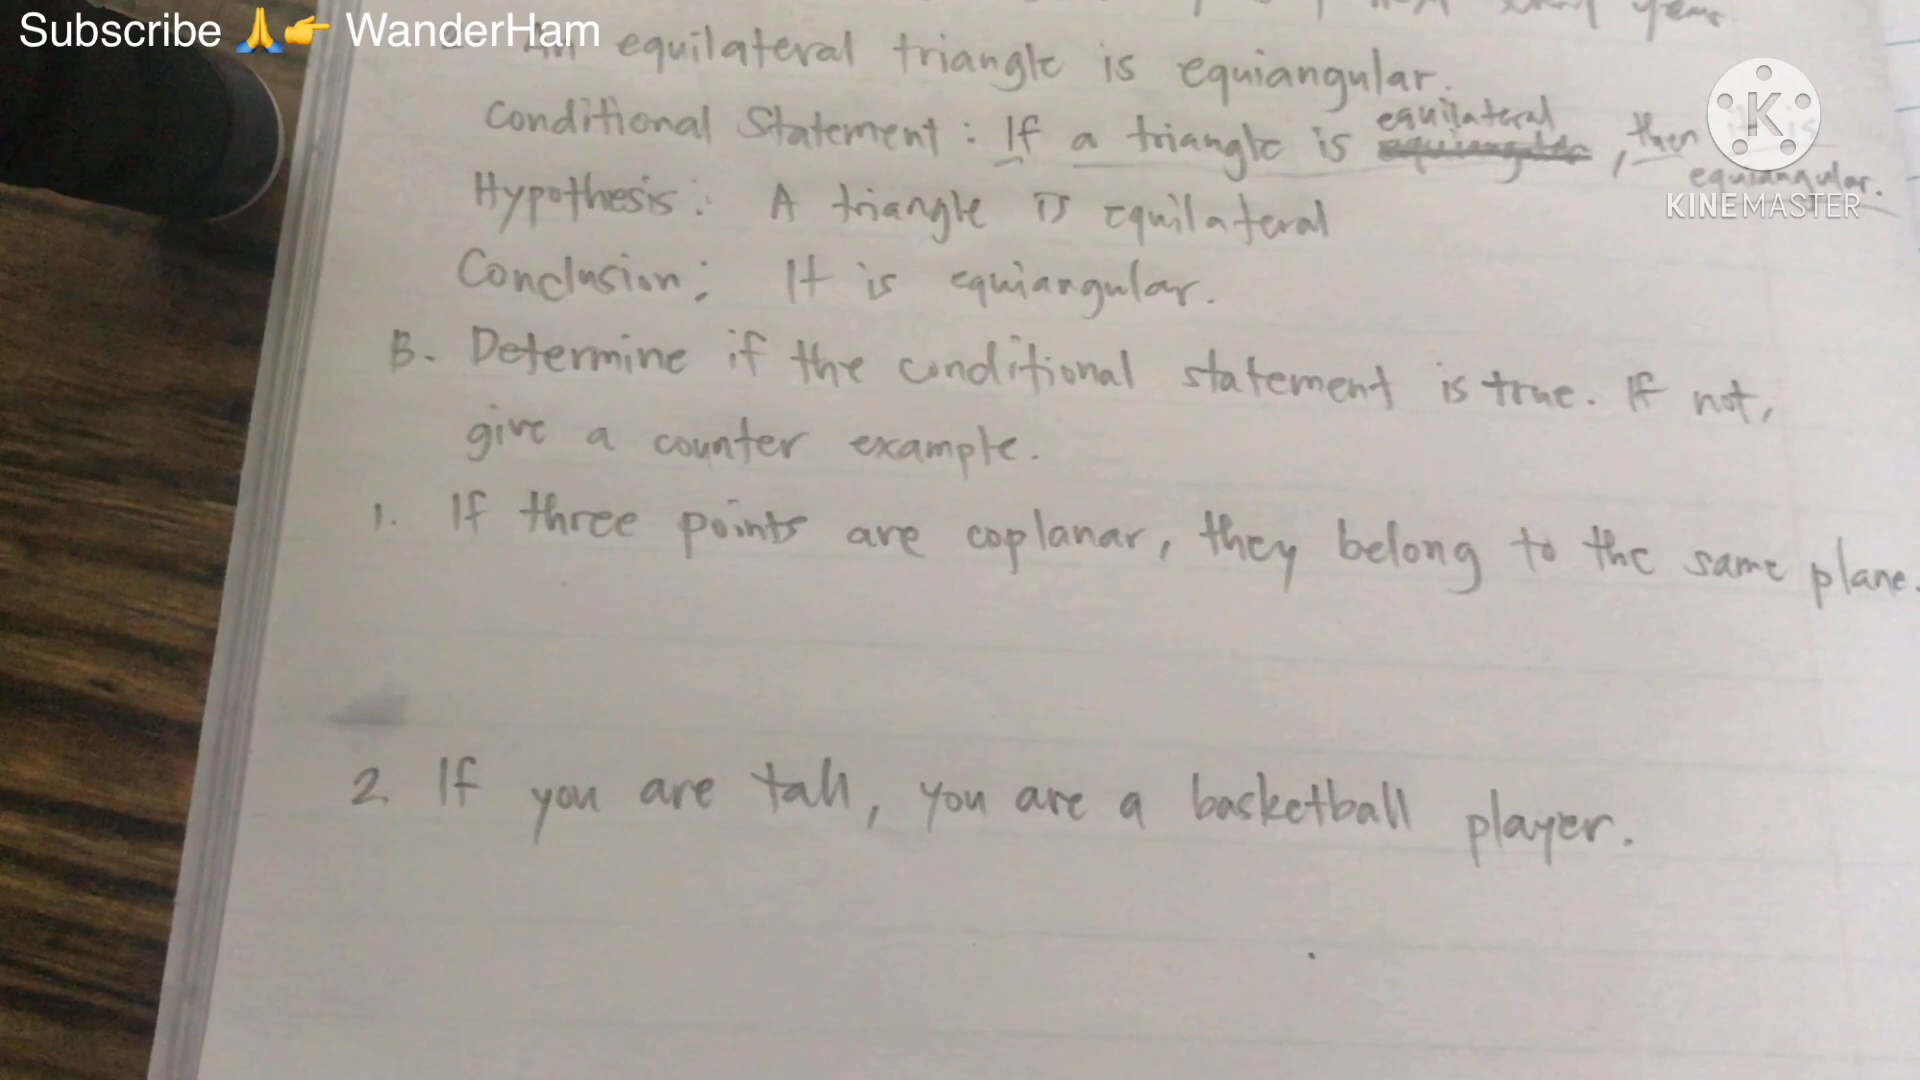 Subscribe 🙏👉 WanderHam
years
equilateral triangle is equiangular.
Conditional Statement : If a triangle is equilateral, then
equiangular.
KINEMASTER
Hypothesis : A triangle is equilateral
Conclusion : It is equiangular.
B. Determine if the conditional statement is true. If not,
give a counter example.
1. If three points are coplanar, they belong to the same plane.
2. If you are tall, you are a basketball player.